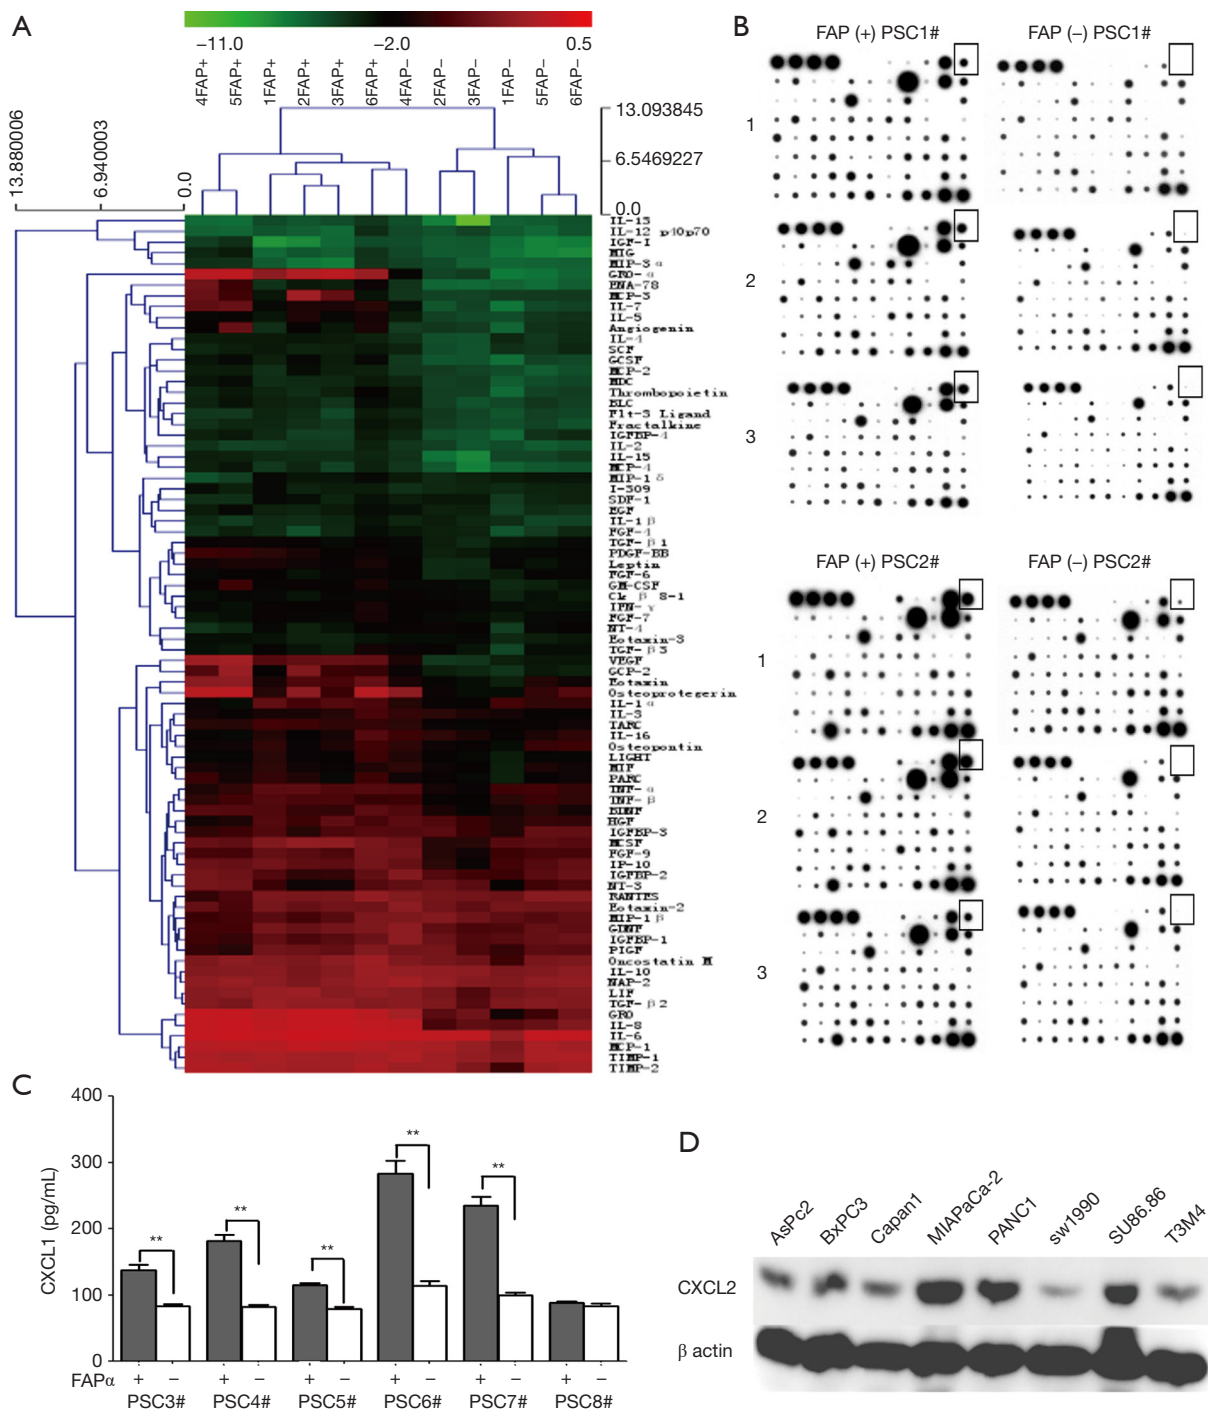 A
−11.0 −2.0 0.5
4FAP+
5FAP+
1FAP+
2FAP+
3FAP+
6FAP+
4FAP−
2FAP−
3FAP−
1FAP−
5FAP−
6FAP−
13.880006
6.940003
0.0
13.093845
6.5469227
0.0
IL-13
IL-12 p40p70
IGF-I
MIG
MIP-3 α
GRO-α
ENA-78
MCP-3
IL-7
IL-5
Angiogenin
IL-4
SCF
GCSF
MCP-2
MDC
Thrombopoietin
BLC
Flt-3 Ligand
Fractalkine
IGFBP-4
IL-2
IL-15
MCP-4
MIP-1 δ
I-309
SDF-1
EGF
IL-1 β
FGF-4
TGF-β 1
PDGF-BB
Leptin
FGF-6
GM-CSF
Ck β 8-1
IFN-γ
FGF-7
NT-4
Eotaxin-3
TGF-β 3
VEGF
GCP-2
Eotaxin
Osteoprotegerin
IL-1 α
IL-3
TARC
IL-16
Osteopontin
LIGHT
MIF
PARC
TNF-α
TNF-β
BDNF
HGF
IGFBP-3
MCSF
FGF-9
IP-10
IGFBP-2
NT-3
RANTES
Eotaxin-2
MIP-1 β
GDNF
IGFBP-1
PIGF
Oncostatin M
IL-10
NAP-2
LIF
TGF-β 2
GRO
IL-8
IL-6
MCP-1
TIMP-1
TIMP-2
B
FAP (+) PSC1# FAP (−) PSC1#
1
2
3
FAP (+) PSC2# FAP (−) PSC2#
1
2
3
C
CXCL1 (pg/mL)
400
300
200
100
0
**
**
**
**
**
FAPα + − + − + − + − + − + −
PSC3# PSC4# PSC5# PSC6# PSC7# PSC8#
D
AsPc2
BxPC3
Capan1
MIAPaCa-2
PANC1
sw1990
SU86.86
T3M4
CXCL2
β actin